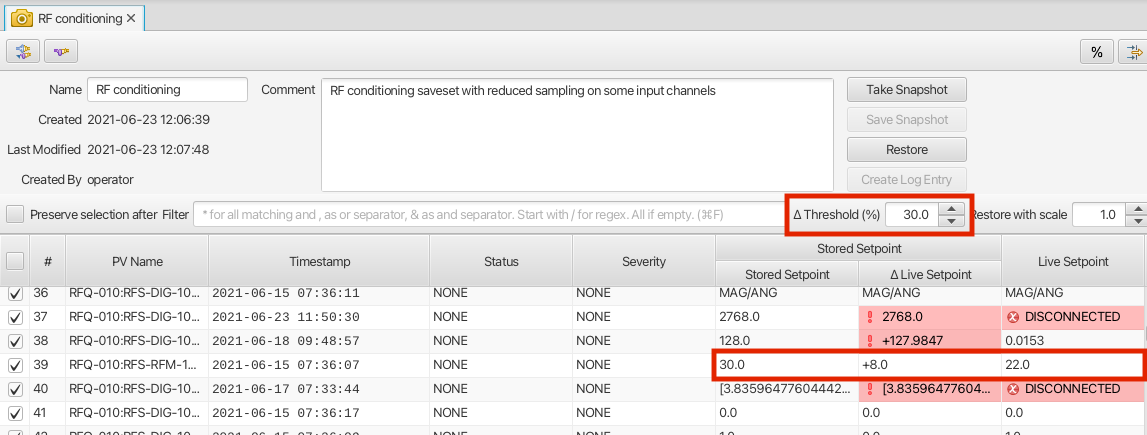 RF conditioning
%
Name RF conditioning Comment RF conditioning saveset with reduced sampling on some input channels Take Snapshot
Created 2021-06-23 12:06:39 Save Snapshot
Last Modified 2021-06-23 12:07:48 Restore
Created By operator Create Log Entry
Preserve selection after Filter * for all matching and , as or separator, & as and separator. Start with / for regex. All if empty. (⌘F) Δ Threshold (%) 30.0 Restore with scale 1.0
# PV Name Timestamp Status Severity Stored Setpoint Live Setpoint
Stored Setpoint Δ Live Setpoint
36 RFQ-010:RFS-DIG-10... 2021-06-15 07:36:11 NONE NONE MAG/ANG MAG/ANG MAG/ANG
37 RFQ-010:RFS-DIG-10... 2021-06-23 11:50:30 NONE NONE 2768.0 2768.0 DISCONNECTED
38 RFQ-010:RFS-DIG-10... 2021-06-18 09:48:57 NONE NONE 128.0 +127.9847 0.0153
39 RFQ-010:RFS-RFM-1... 2021-06-15 07:36:07 NONE NONE 30.0 +8.0 22.0
40 RFQ-010:RFS-DIG-10... 2021-06-17 07:33:44 NONE NONE [3.83596477604442... [3.83596477604... DISCONNECTED
41 RFQ-010:RFS-DIG-10... 2021-06-15 07:36:17 NONE NONE 0.0 0.0 0.0